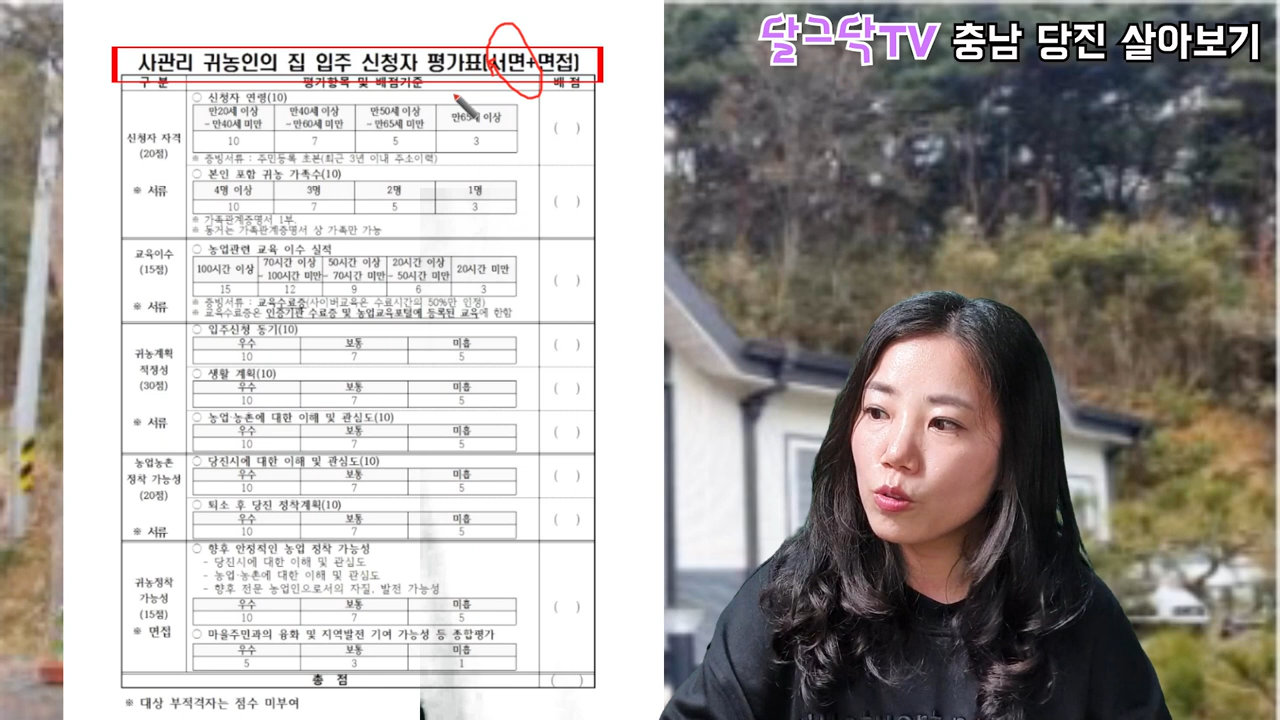 달그닥TV 충남 당진 살아보기
사관리 귀농인의 집 입주 신청자 평가표(서면+면접)
구 분 평가항목 및 배점기준 배 점
신청자 자격
(20점)
※ 서류
○ 신청자 연령(10)
만20세 이상 ~만40세 미만 만40세 이상 ~만60세 미만 만50세 이상 ~만65세 미만 만65세 이상
10 7 5 3
( )
※ 증빙서류 : 주민등록 초본(최근 3년 이내 주소이력)
○ 본인 포함 귀농 가족수(10)
4명 이상 3명 2명 1명
10 7 5 3
( )
※ 가족관계증명서 1부.
※ 동거는 가족관계증명서 상 가족만 가능
교육이수
(15점)
※ 서류
○ 농업관련 교육 이수 실적
100시간 이상 70시간 이상 ~100시간 미만 50시간 이상 ~70시간 미만 20시간 이상 ~50시간 미만 20시간 미만
15 12 9 6 3
( )
※ 증빙서류 : 교육수료증(사이버교육은 수료시간의 50%만 인정)
※ 교육수료증은 인증기관 수료증 및 농업교육포털에 등록된 교육에 한함
귀농계획
적정성
(30점)
※ 서류
○ 입주신청 동기(10)
우수 보통 미흡
10 7 5
( )
○ 생활 계획(10)
우수 보통 미흡
10 7 5
( )
○ 농업·농촌에 대한 이해 및 관심도(10)
우수 보통 미흡
10 7 5
( )
농업농촌
정착 가능성
(20점)
※ 서류
○ 당진시에 대한 이해 및 관심도(10)
우수 보통 미흡
10 7 5
( )
○ 퇴소 후 당진 정착계획(10)
우수 보통 미흡
10 7 5
( )
귀농정착
가능성
(15점)
※ 면접
○ 향후 안정적인 농업 정착 가능성
- 당진시에 대한 이해 및 관심도
- 농업·농촌에 대한 이해 및 관심도
- 향후 전문 농업인으로서의 자질, 발전 가능성
우수 보통 미흡
10 7 5
( )
○ 마을주민과의 융화 및 지역발전 기여 가능성 등 종합평가
우수 보통 미흡
5 3 1
총 점 ( )
※ 대상 부적격자는 점수 미부여